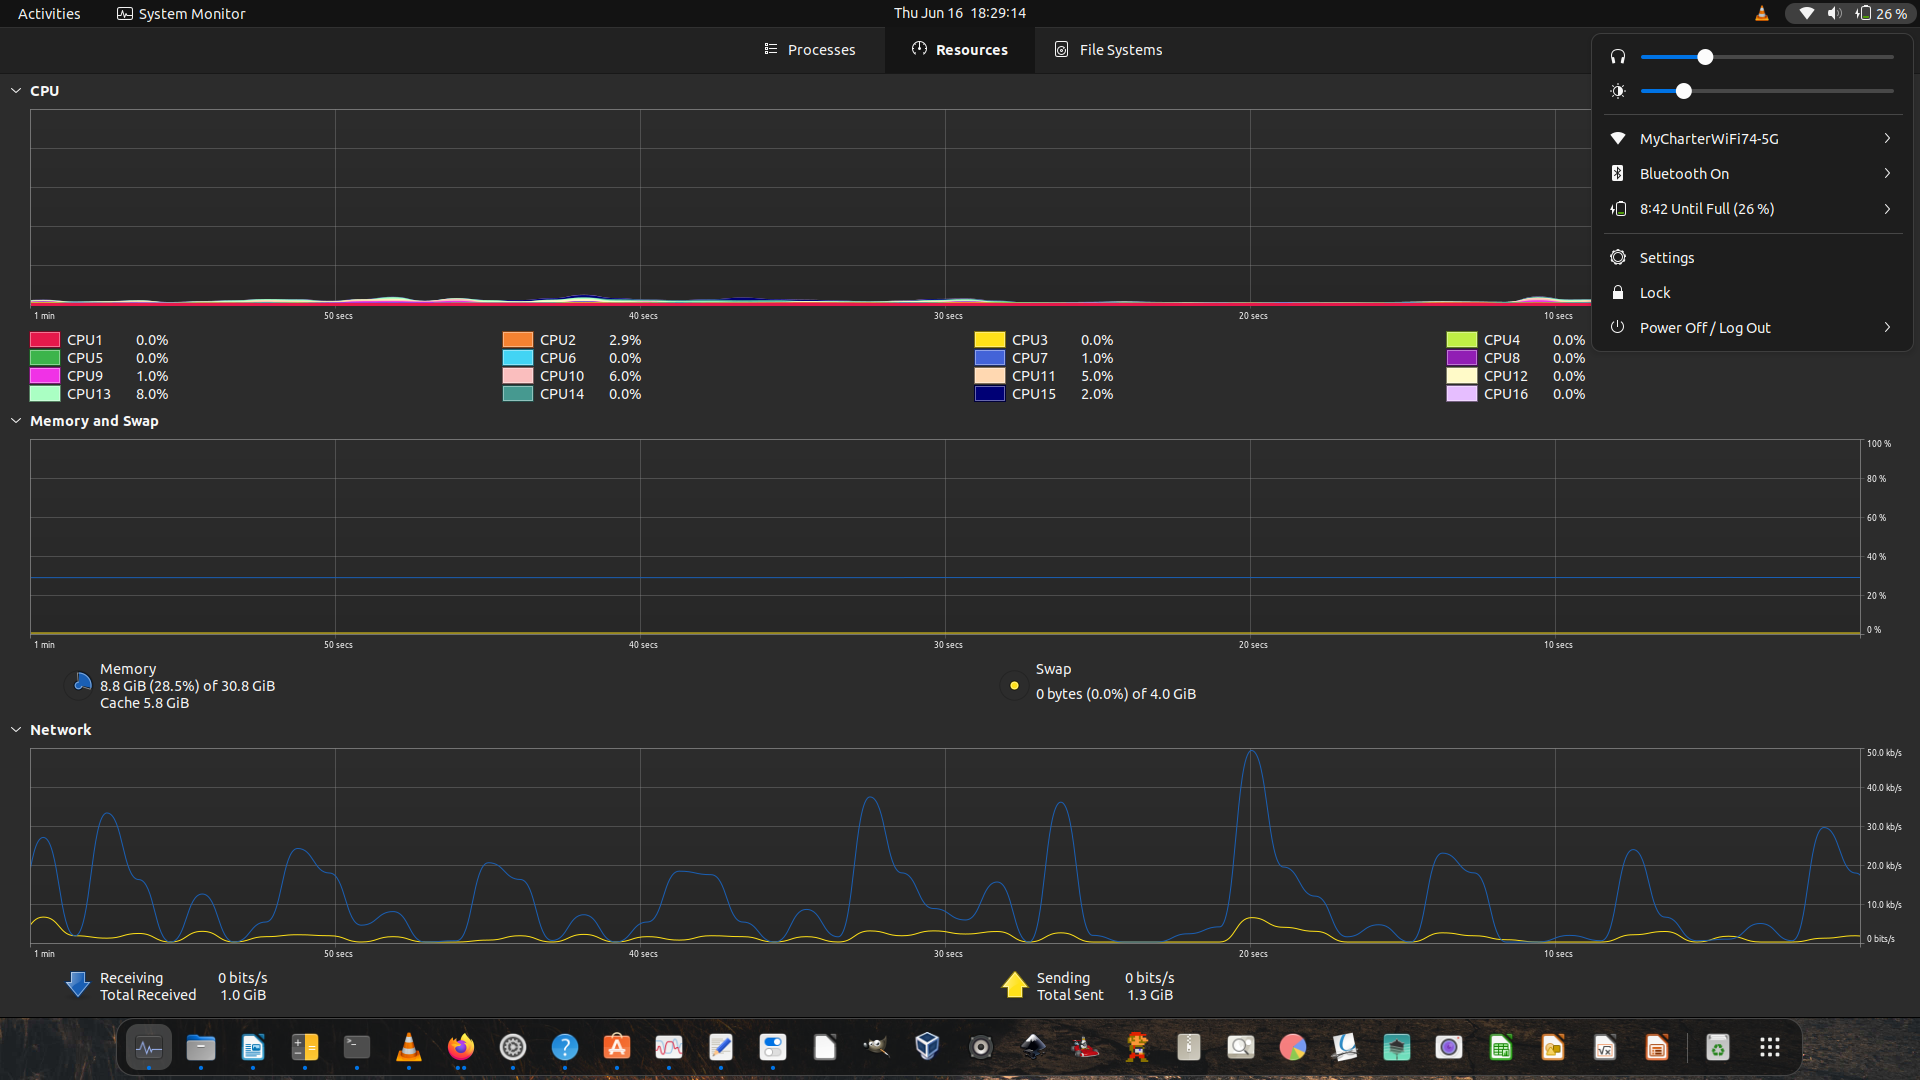 Activities
System Monitor
Thu Jun 16 18:29:14
26 %
Processes
Resources
File Systems
MyCharterWiFi74-5G
Bluetooth On
8:42 Until Full (26 %)
Settings
Lock
Power Off / Log Out
CPU
1 min 50 secs 40 secs 30 secs 20 secs 10 secs
CPU1 0.0% CPU2 2.9% CPU3 0.0% CPU4 0.0%
CPU5 0.0% CPU6 0.0% CPU7 1.0% CPU8 0.0%
CPU9 1.0% CPU10 6.0% CPU11 5.0% CPU12 0.0%
CPU13 8.0% CPU14 0.0% CPU15 2.0% CPU16 0.0%
Memory and Swap
100 %
80 %
60 %
40 %
20 %
0 %
1 min 50 secs 40 secs 30 secs 20 secs 10 secs
Memory
8.8 GiB (28.5%) of 30.8 GiB
Cache 5.8 GiB
Swap
0 bytes (0.0%) of 4.0 GiB
Network
50.0 kb/s
40.0 kb/s
30.0 kb/s
20.0 kb/s
10.0 kb/s
0 bits/s
1 min 50 secs 40 secs 30 secs 20 secs 10 secs
Receiving 0 bits/s
Total Received 1.0 GiB
Sending 0 bits/s
Total Sent 1.3 GiB